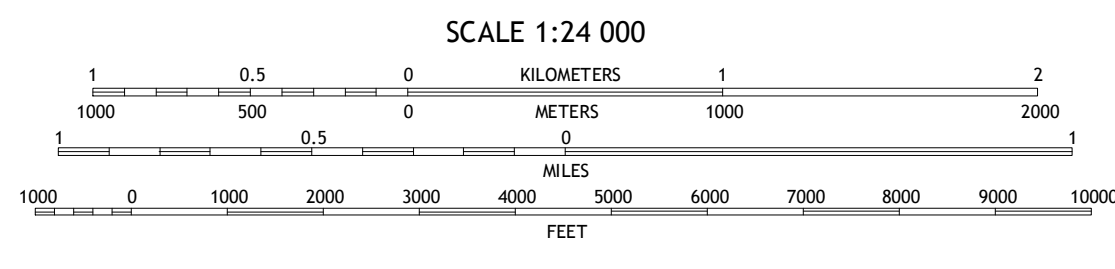 SCALE 1:24 000
1 0.5 0 KILOMETERS 1 2
1000 500 0 METERS 1000 2000
1 0.5 0 1
MILES
1000 0 1000 2000 3000 4000 5000 6000 7000 8000 9000 10000
FEET